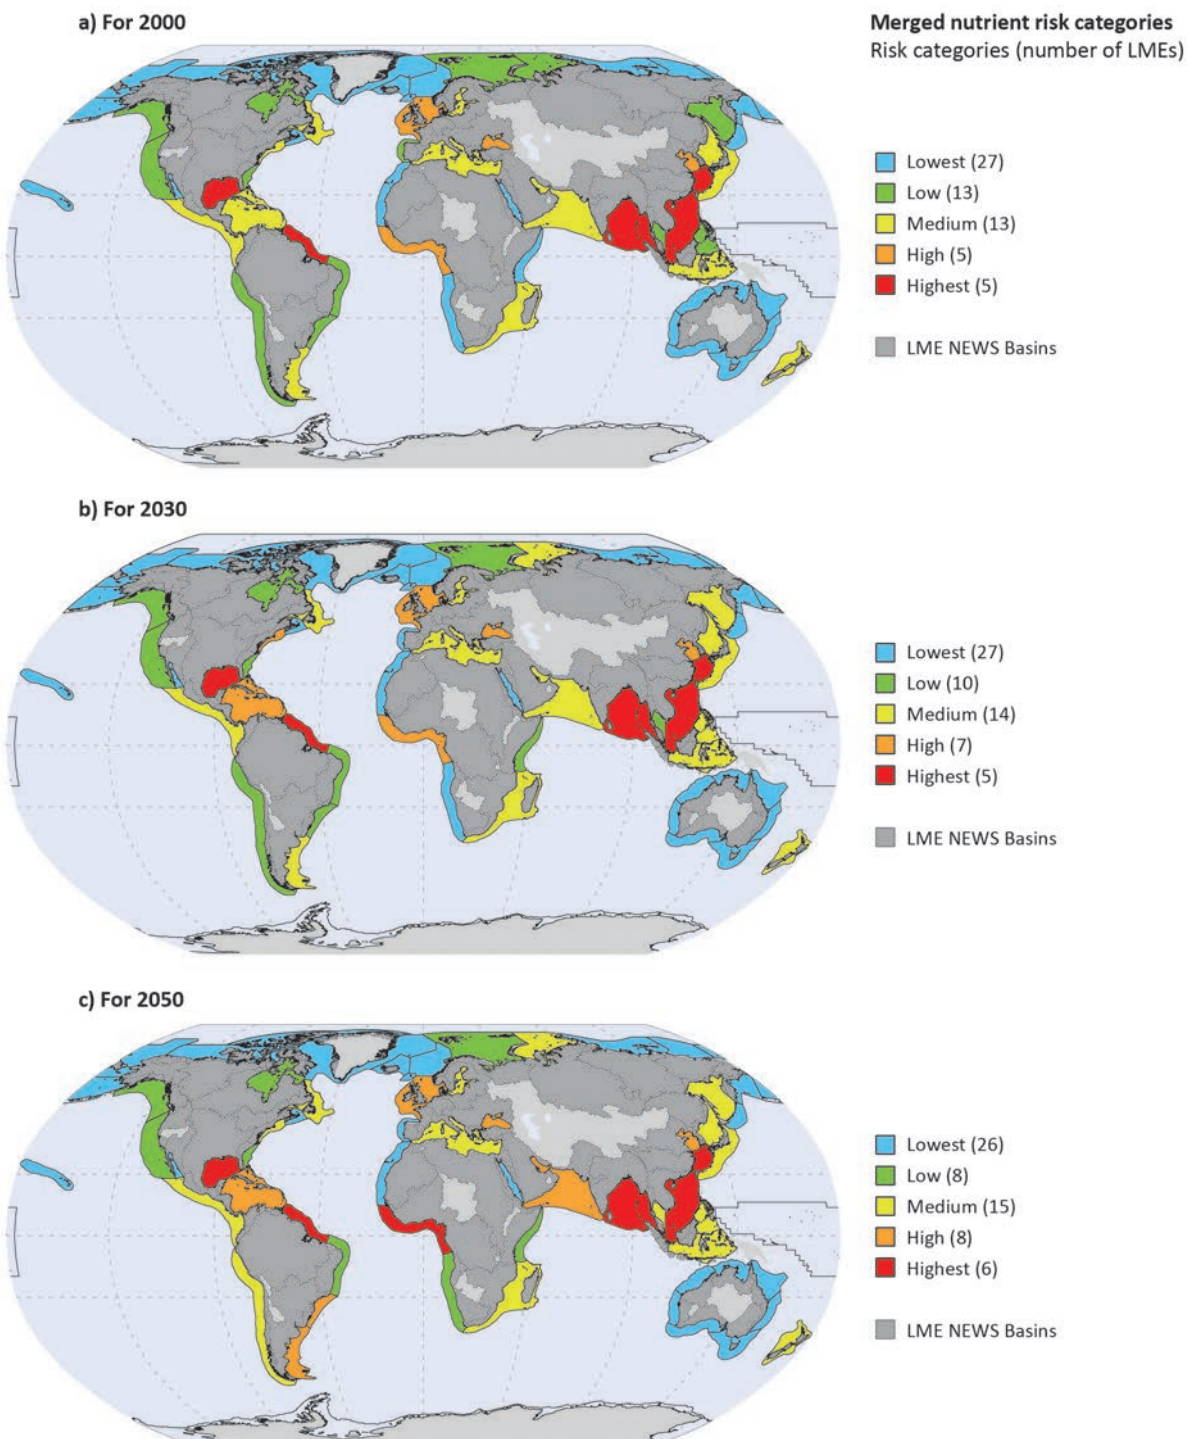 a) For 2000
Merged nutrient risk categories
Risk categories (number of LMEs)
Lowest (27)
Low (13)
Medium (13)
High (5)
Highest (5)
LME NEWS Basins
b) For 2030
Lowest (27)
Low (10)
Medium (14)
High (7)
Highest (5)
LME NEWS Basins
c) For 2050
Lowest (26)
Low (8)
Medium (15)
High (8)
Highest (6)
LME NEWS Basins